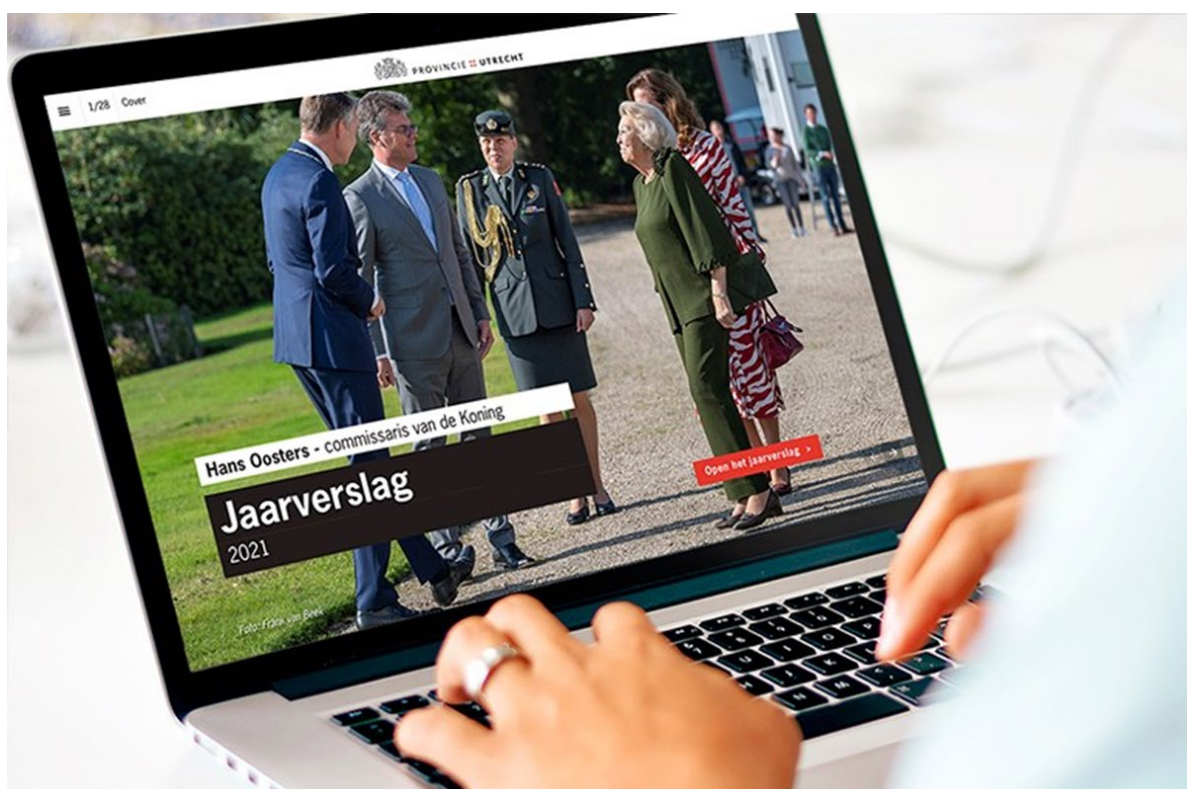 PROVINCIE UTRECHT
1/28 Cover
Hans Oosters - commissaris van de Koning
Jaarverslag
2021
Open het jaarverslag >
Foto: Frank van Beek